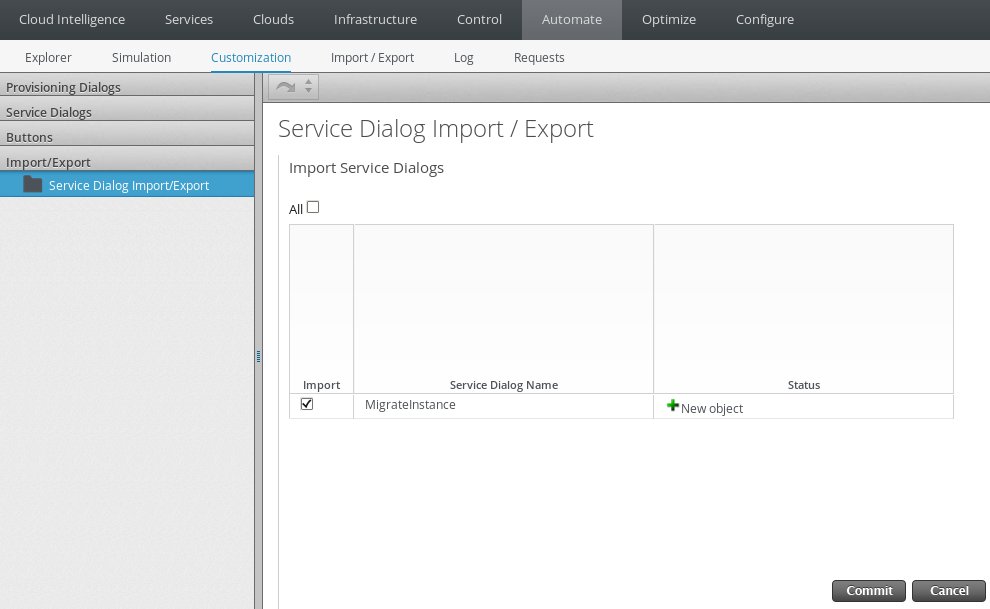 Cloud Intelligence Services Clouds Infrastructure Control Automate Optimize Configure
Explorer Simulation Customization Import / Export Log Requests
Provisioning Dialogs
Service Dialogs
Buttons
Import/Export
Service Dialog Import/Export
Service Dialog Import / Export
Import Service Dialogs
All
Import Service Dialog Name Status
MigrateInstance New object
Commit Cancel